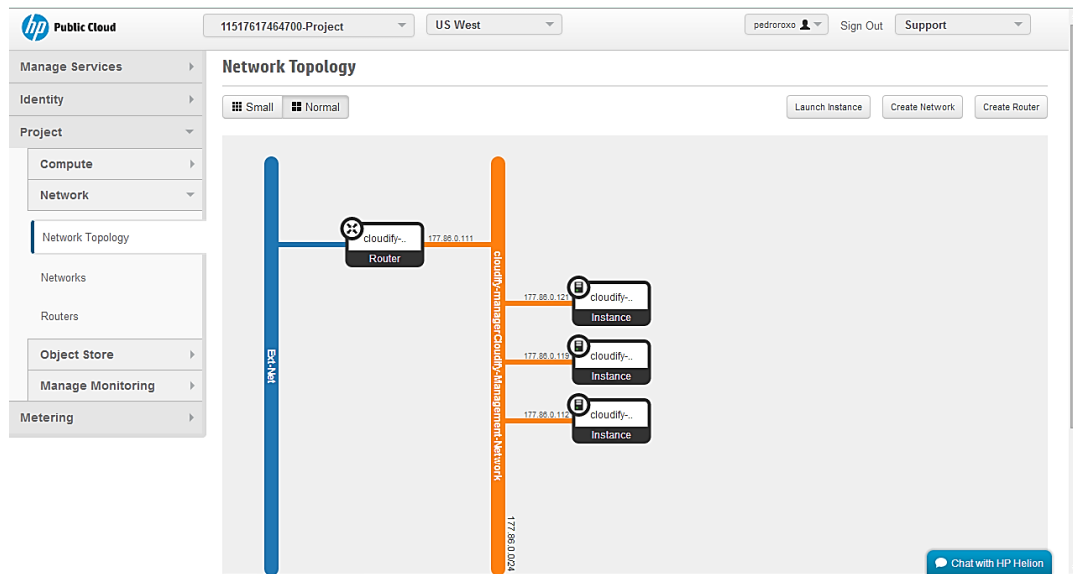 hp Public Cloud
11517617464700-Project
US West
pedroroxo
Sign Out
Support
Manage Services
Identity
Project
Compute
Network
Network Topology
Networks
Routers
Object Store
Manage Monitoring
Metering
Network Topology
Small
Normal
Launch Instance
Create Network
Create Router
Ext-Net
cloudify-..
Router
177.86.0.111
cloudify-managerCloudify-Management-Network
177.86.0.0/24
177.86.0.121
cloudify-..
Instance
177.86.0.119
cloudify-..
Instance
177.86.0.112
cloudify-..
Instance
Chat with HP Helion